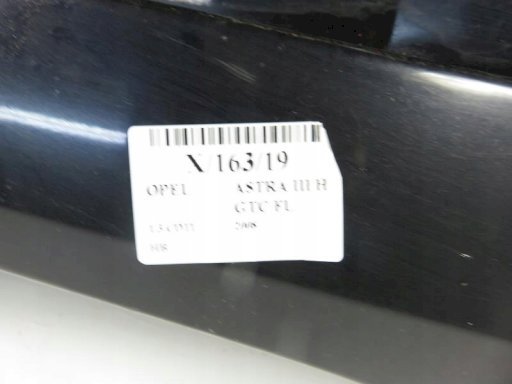 X/163/19
OPEL ASTRA III H
GTC FL
2008